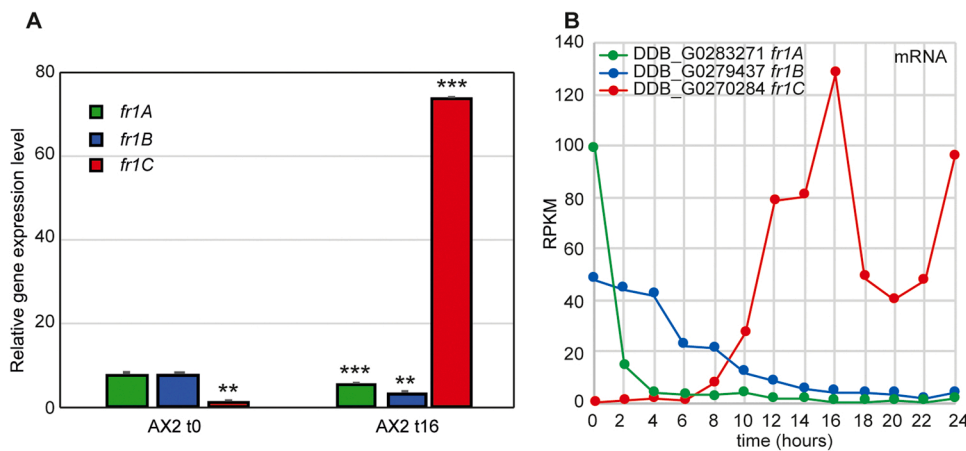 A
Relative gene expression level
80
60
40
20
0
fr1A
fr1B
fr1C
**
***
**
***
AX2 t0
AX2 t16
B
RPKM
140
120
100
80
60
40
20
0
DDB_G0283271 fr1A
DDB_G0279437 fr1B
DDB_G0270284 fr1C
mRNA
0 2 4 6 8 10 12 14 16 18 20 22 24
time (hours)